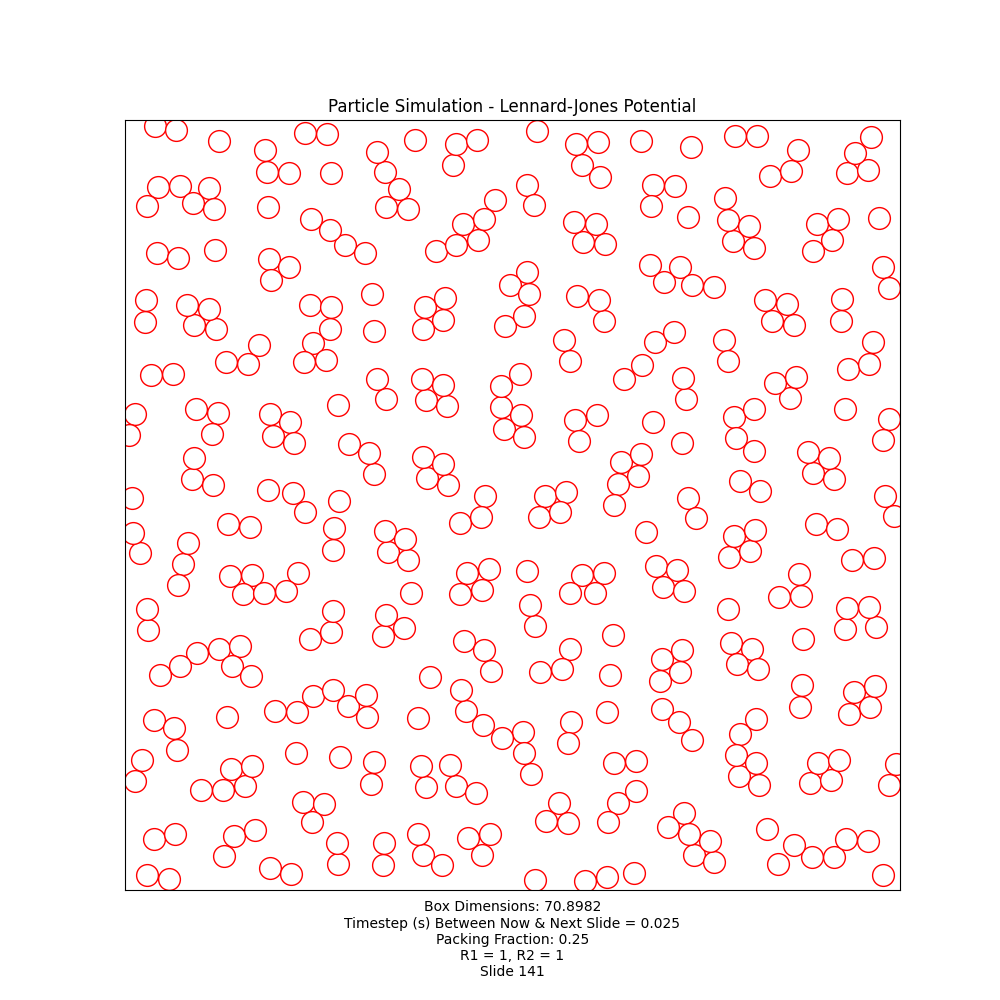 Particle Simulation - Lennard-Jones Potential
Box Dimensions: 70.8982
Timestep (s) Between Now & Next Slide = 0.025
Packing Fraction: 0.25
R1 = 1, R2 = 1
Slide 141